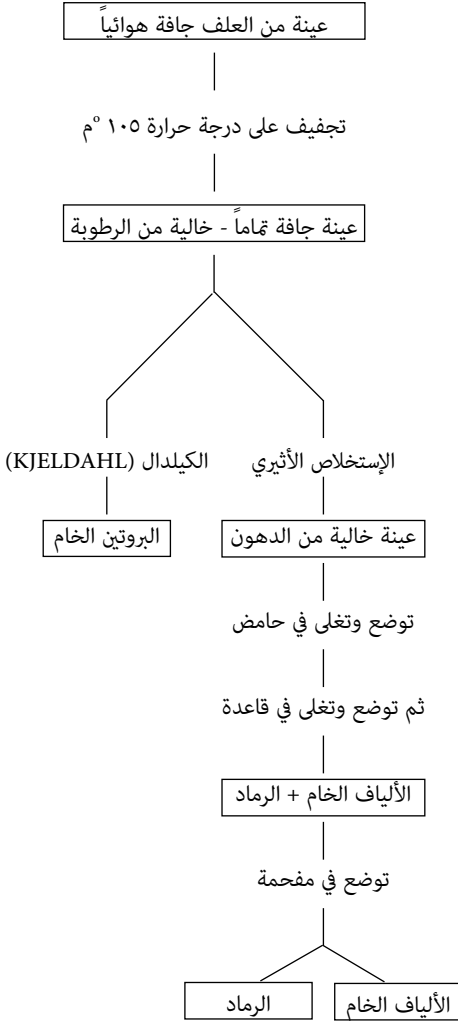 عينة من العلف جافة هوائياً
تجفيف على درجة حرارة ١٠٥ °م
عينة جافة تماماً - خالية من الرطوبة
الإستخلاص الأثيري
الكيلدال (KJELDAHL)
عينة خالية من الدهون
البروتين الخام
توضع وتغلى في حامض
ثم توضع وتغلى في قاعدة
الألياف الخام + الرماد
توضع في مفحمة
الألياف الخام
الرماد